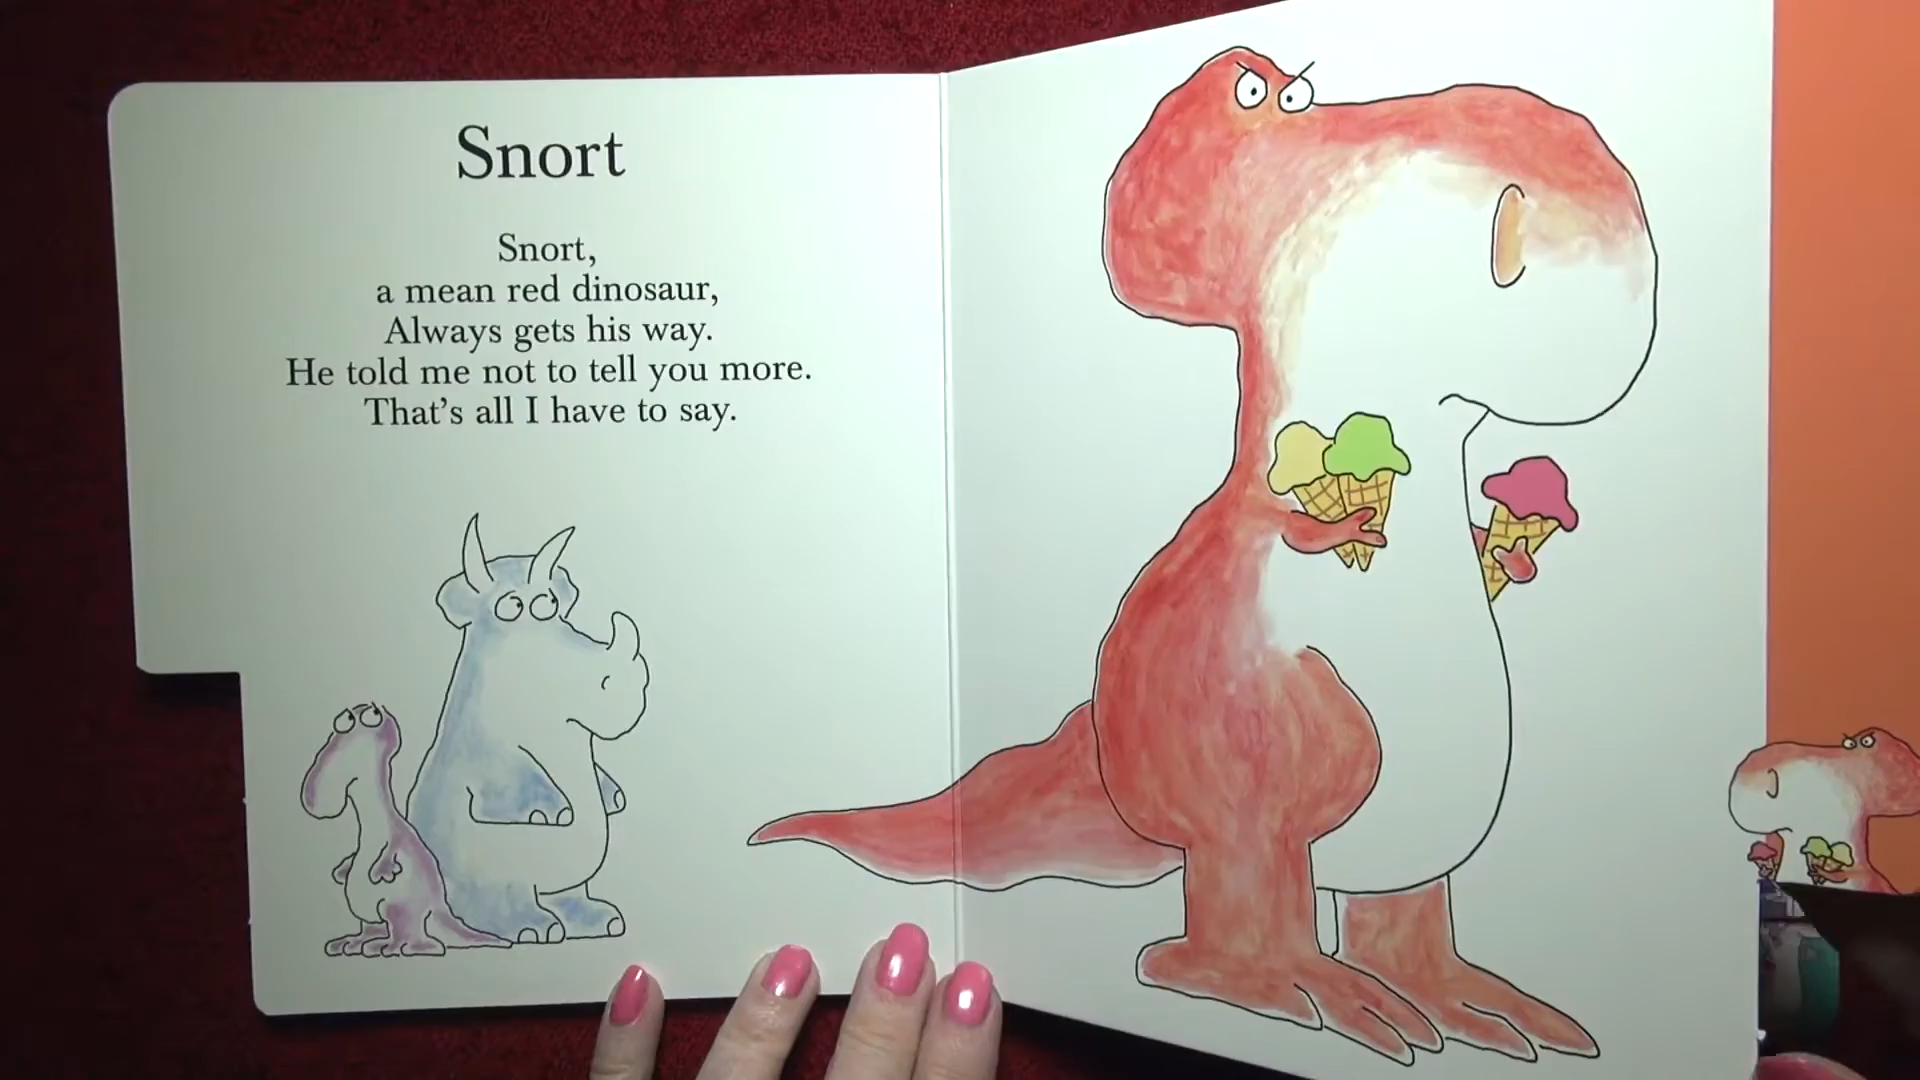 Snort
Snort,
a mean red dinosaur,
Always gets his way.
He told me not to tell you more.
That's all I have to say.